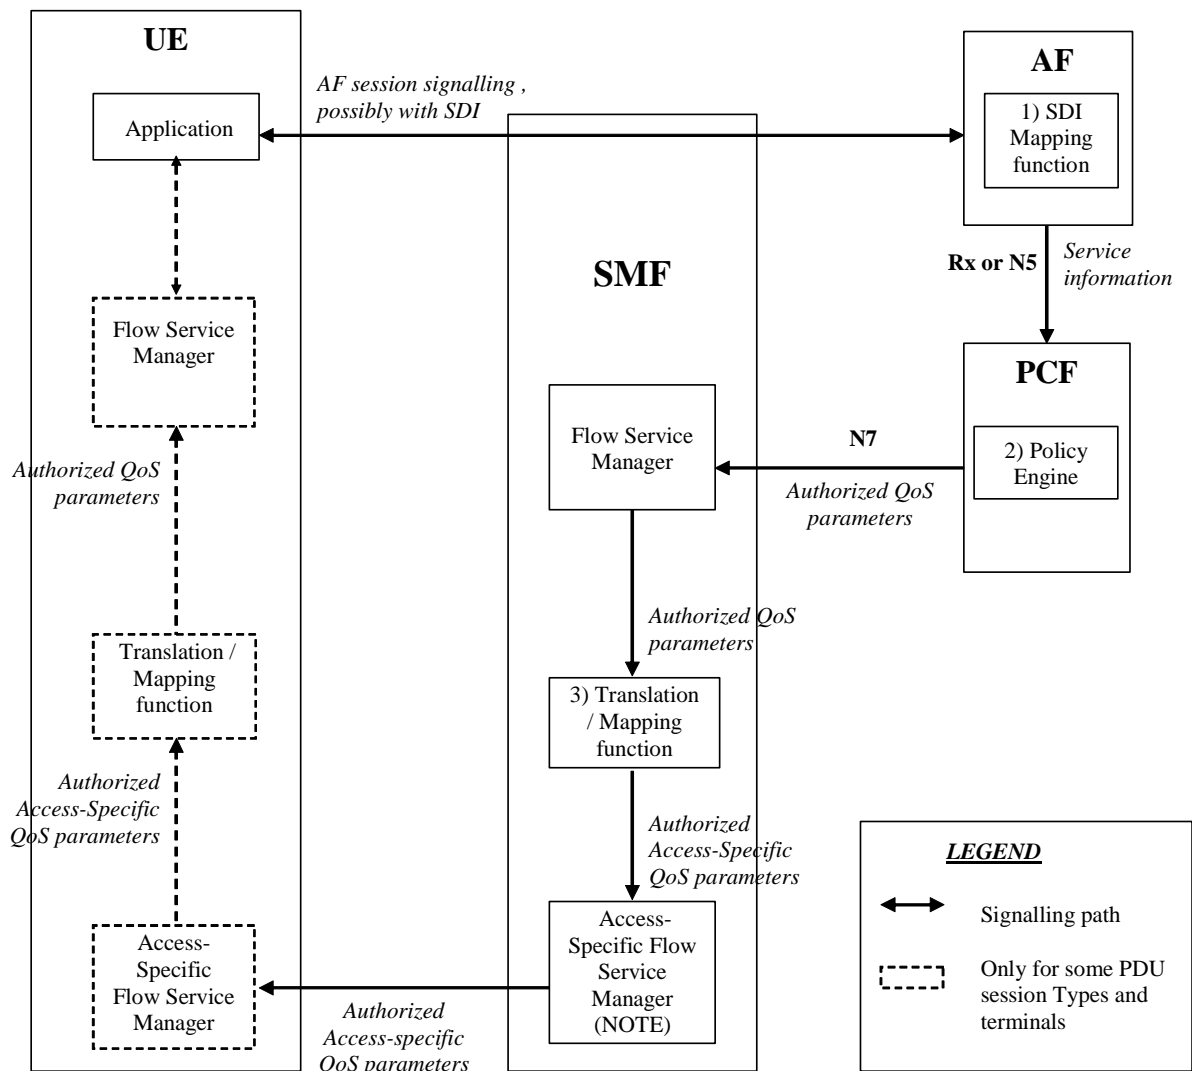 UE
AF session signalling ,
possibly with SDI
Application
AF
1) SDI
Mapping
function
Rx or N5
Service
information
SMF
Flow Service
Manager
PCF
2) Policy
Engine
Flow Service
Manager
N7
Authorized QoS
parameters
Authorized QoS
parameters
Authorized QoS
parameters
Translation /
Mapping
function
3) Translation
/ Mapping
function
Authorized
Access-Specific
QoS parameters
Authorized
Access-Specific
QoS parameters
Access-
Specific
Flow Service
Manager
Access-
Specific Flow
Service
Manager
(NOTE)
Authorized
Access-specific
QoS parameters
LEGEND
Signalling path
Only for some PDU
session Types and
terminals